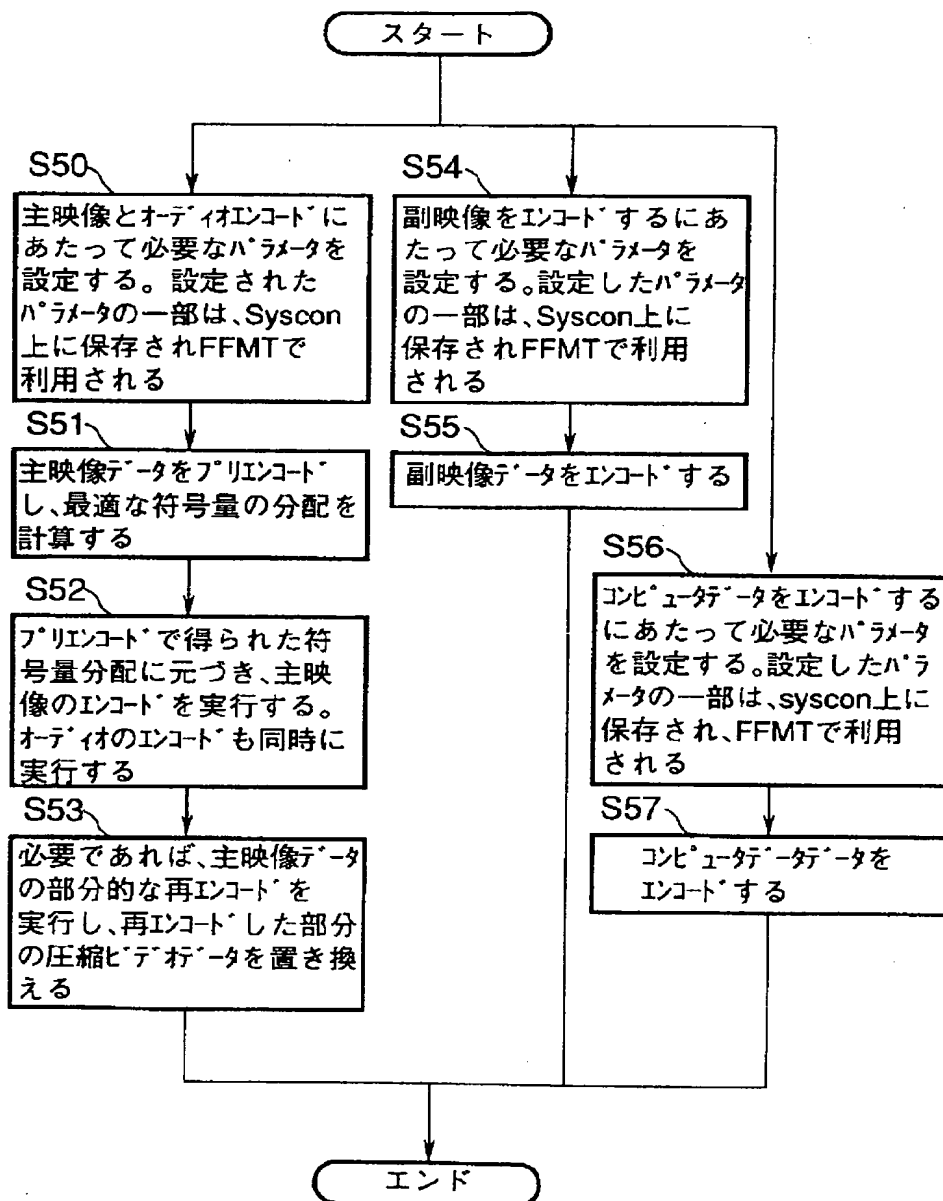 スタート
S50
主映像とオーディオエンコードに
あたって必要なパラメータを
設定する。設定された
パラメータの一部は、Syscon
上に保存されFFMTで
利用される
S51
主映像データをプリエンコード
し、最適な符号量の分配を
計算する
S52
プリエンコードで得られた符
号量分配に元づき、主映
像のエンコードを実行する。
オーディオのエンコードも同時に
実行する
S53
必要であれば、主映像データ
の部分的な再エンコードを
実行し、再エンコードした部分
の圧縮ビデオデータを置き換
える
S54
副映像をエンコードするにあ
たって必要なパラメータを
設定する。設定したパラメータ
の一部は、Syscon上に
保存されFFMTで利用
される
S55
副映像データをエンコードする
S56
コンピュータデータをエンコードする
にあたって必要なパラメータ
を設定する。設定したパラ
メータの一部は、syscon上に
保存され、FFMTで利用
される
S57
コンピュータデータデータを
エンコードする
エンド